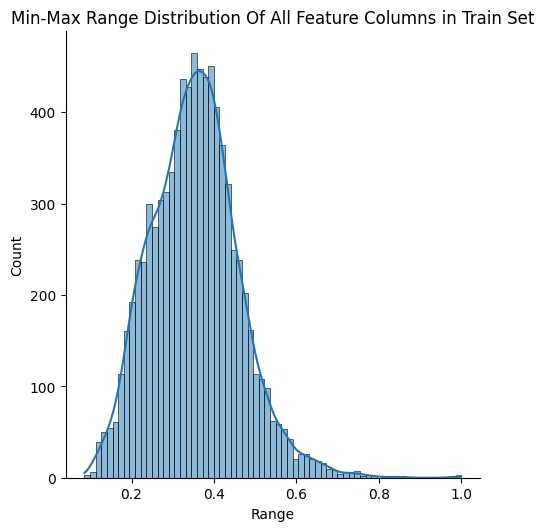 Min-Max Range Distribution Of All Feature Columns in Train Set
400
300
200
100
0
Count
0.2 0.4 0.6 0.8 1.0
Range